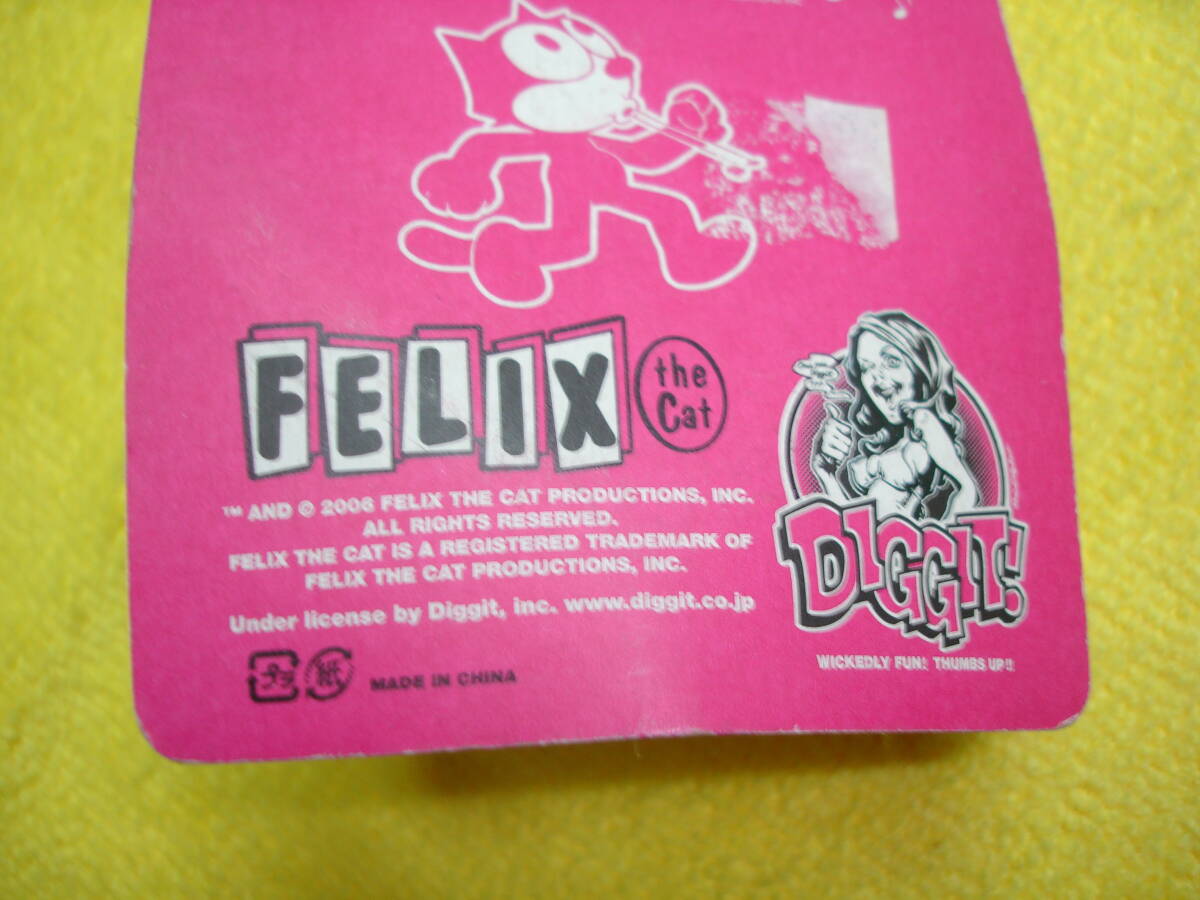 FELIX
the
Cat
™ AND © 2006 FELIX THE CAT PRODUCTIONS, INC.
ALL RIGHTS RESERVED.
FELIX THE CAT IS A REGISTERED TRADEMARK OF
FELIX THE CAT PRODUCTIONS, INC.
Under license by Diggit, inc. www.diggit.co.jp
プラ 紙 MADE IN CHINA
DIGGIT!
WICKEDLY FUN! THUMBS UP!!